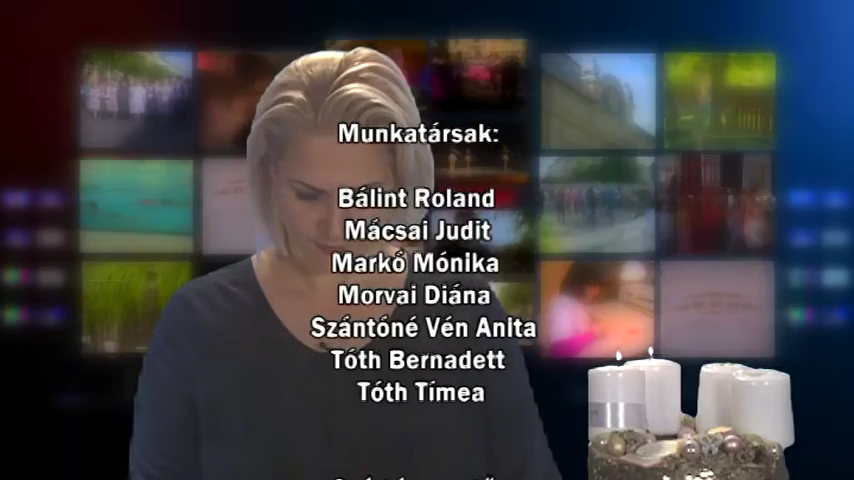 Munkatársak:
Bálint Roland
Mácsai Judit
Markó Mónika
Morvai Diána
Szántóné Vén Anita
Tóth Bernadett
Tóth Tímea